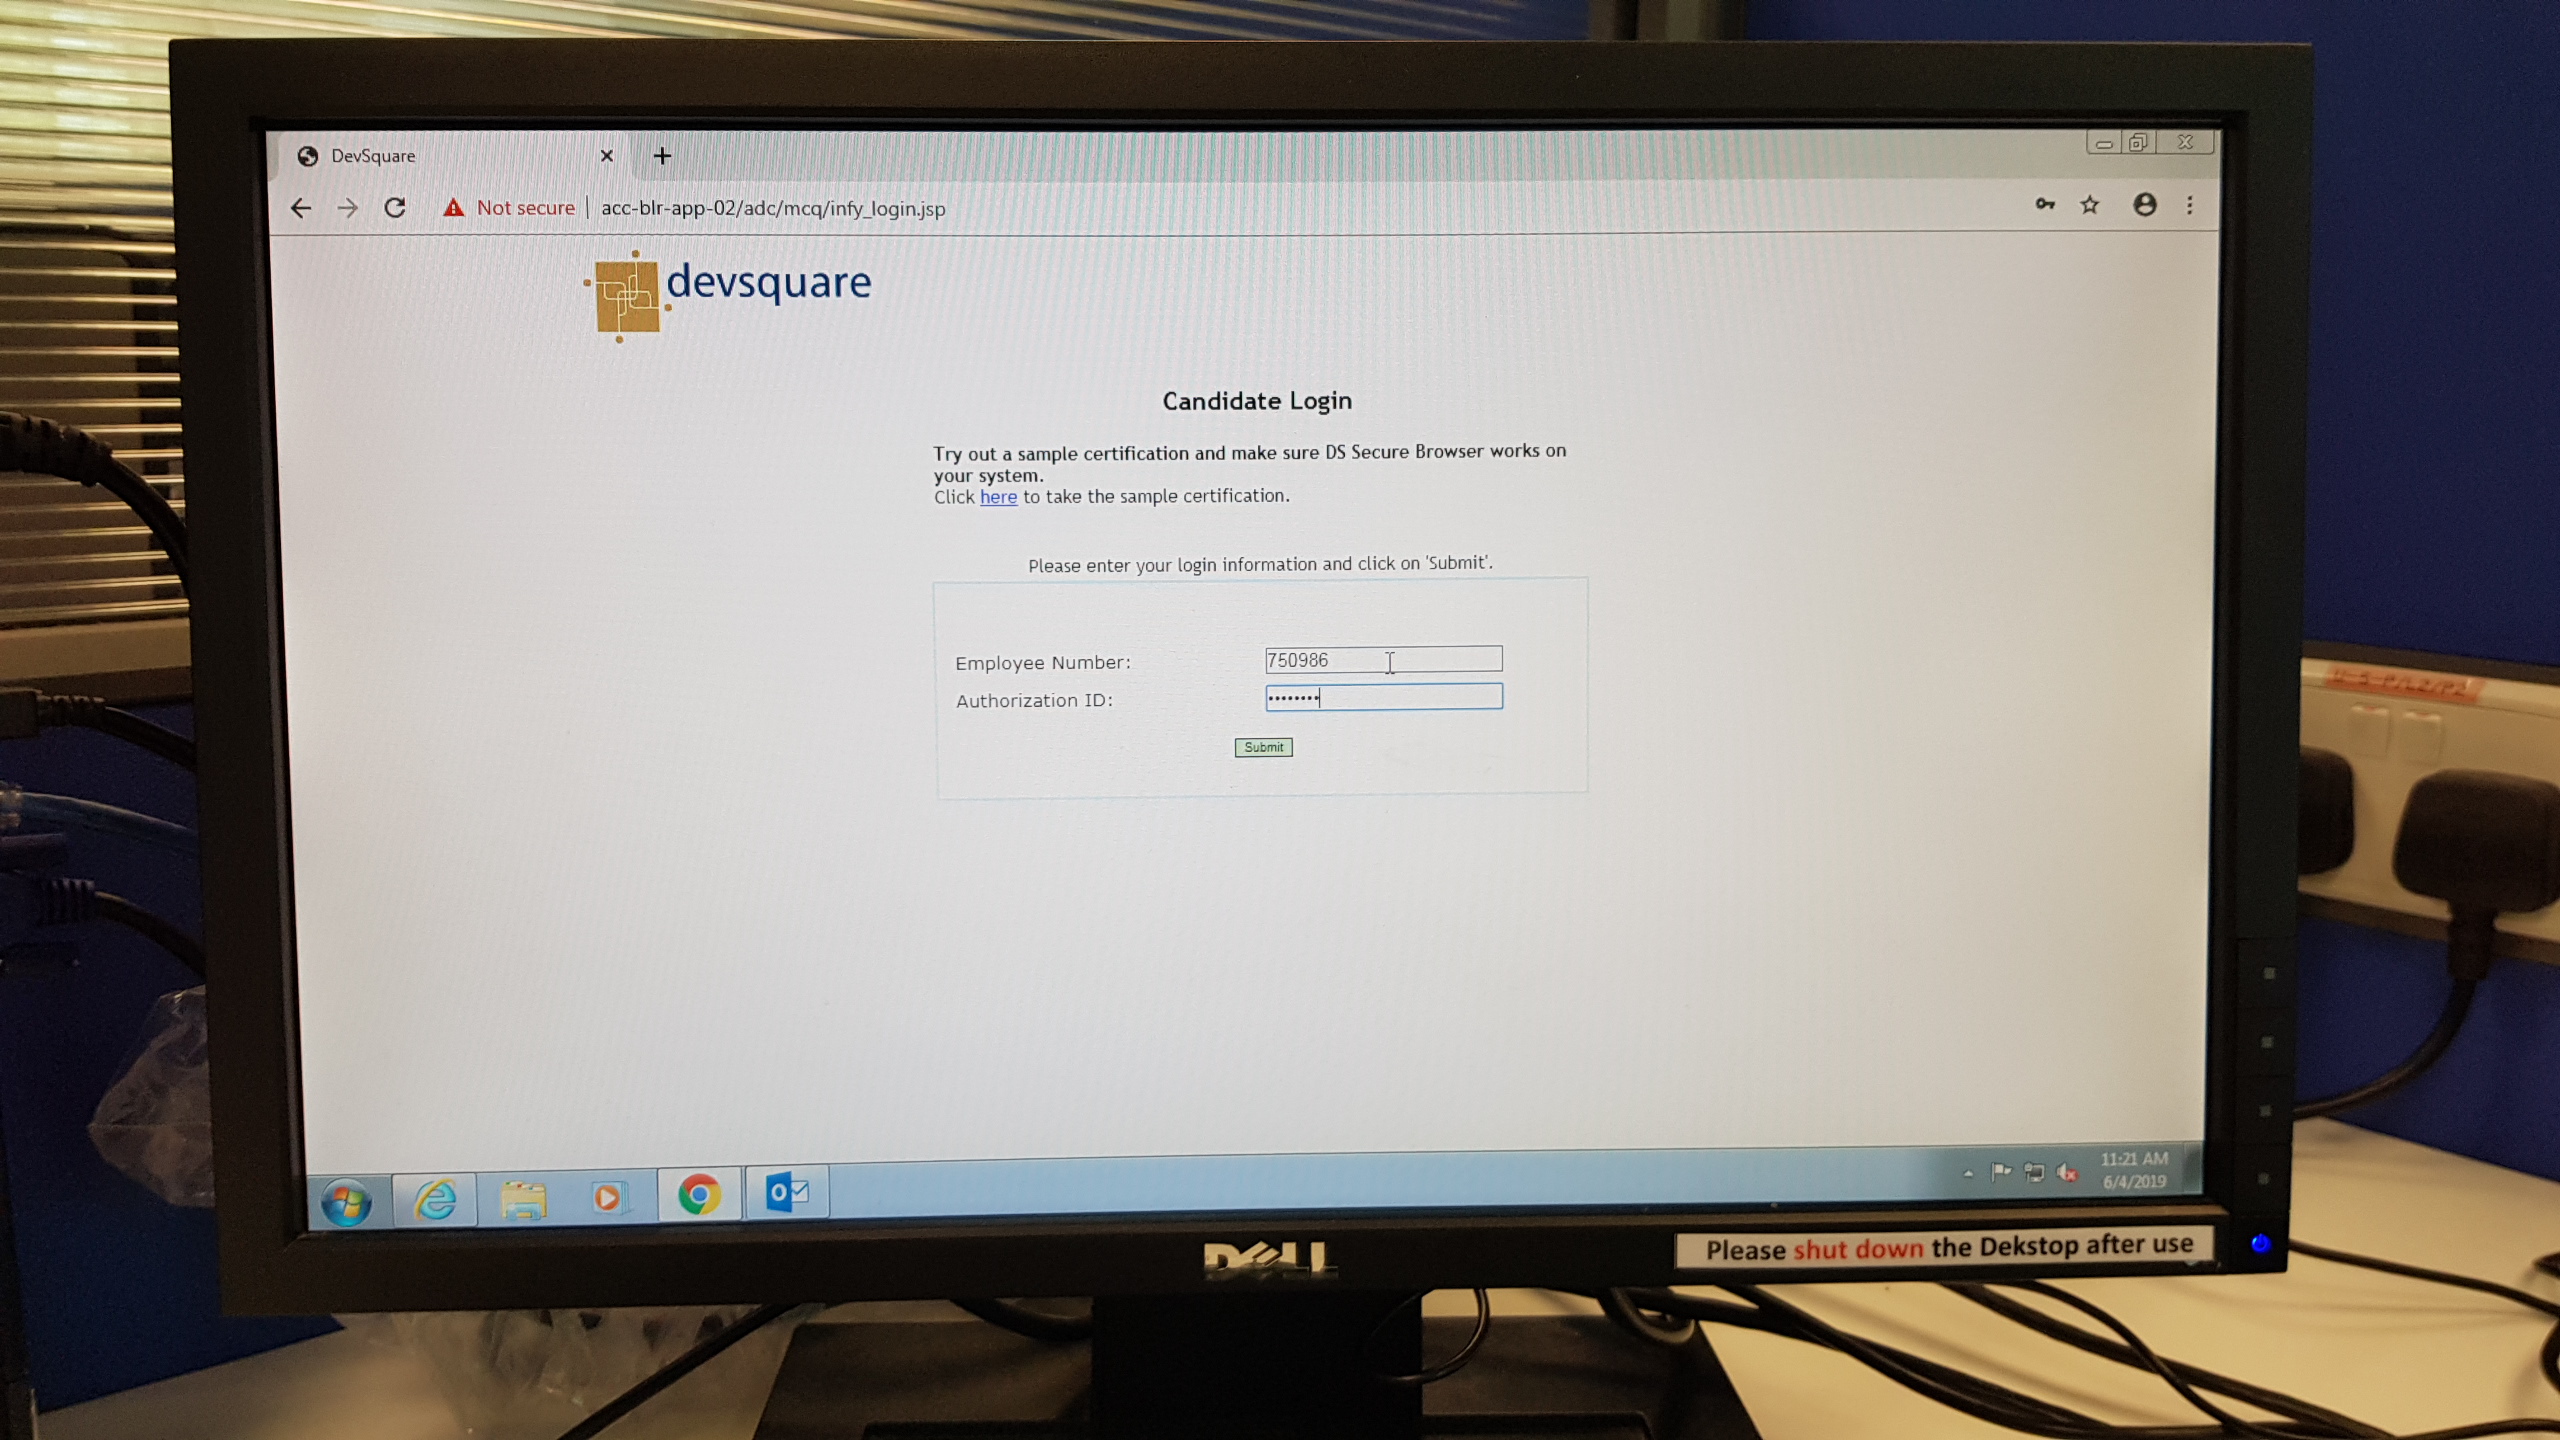 DevSquare
Not secure | acc-blr-app-02/adc/mcq/infy_login.jsp
devsquare
Candidate Login
Try out a sample certification and make sure DS Secure Browser works on
your system.
Click here to take the sample certification.
Please enter your login information and click on 'Submit'.
Employee Number: 750986
Authorization ID: ••••••••
Submit
11:21 AM
6/4/2019
DELL
Please shut down the Dekstop after use